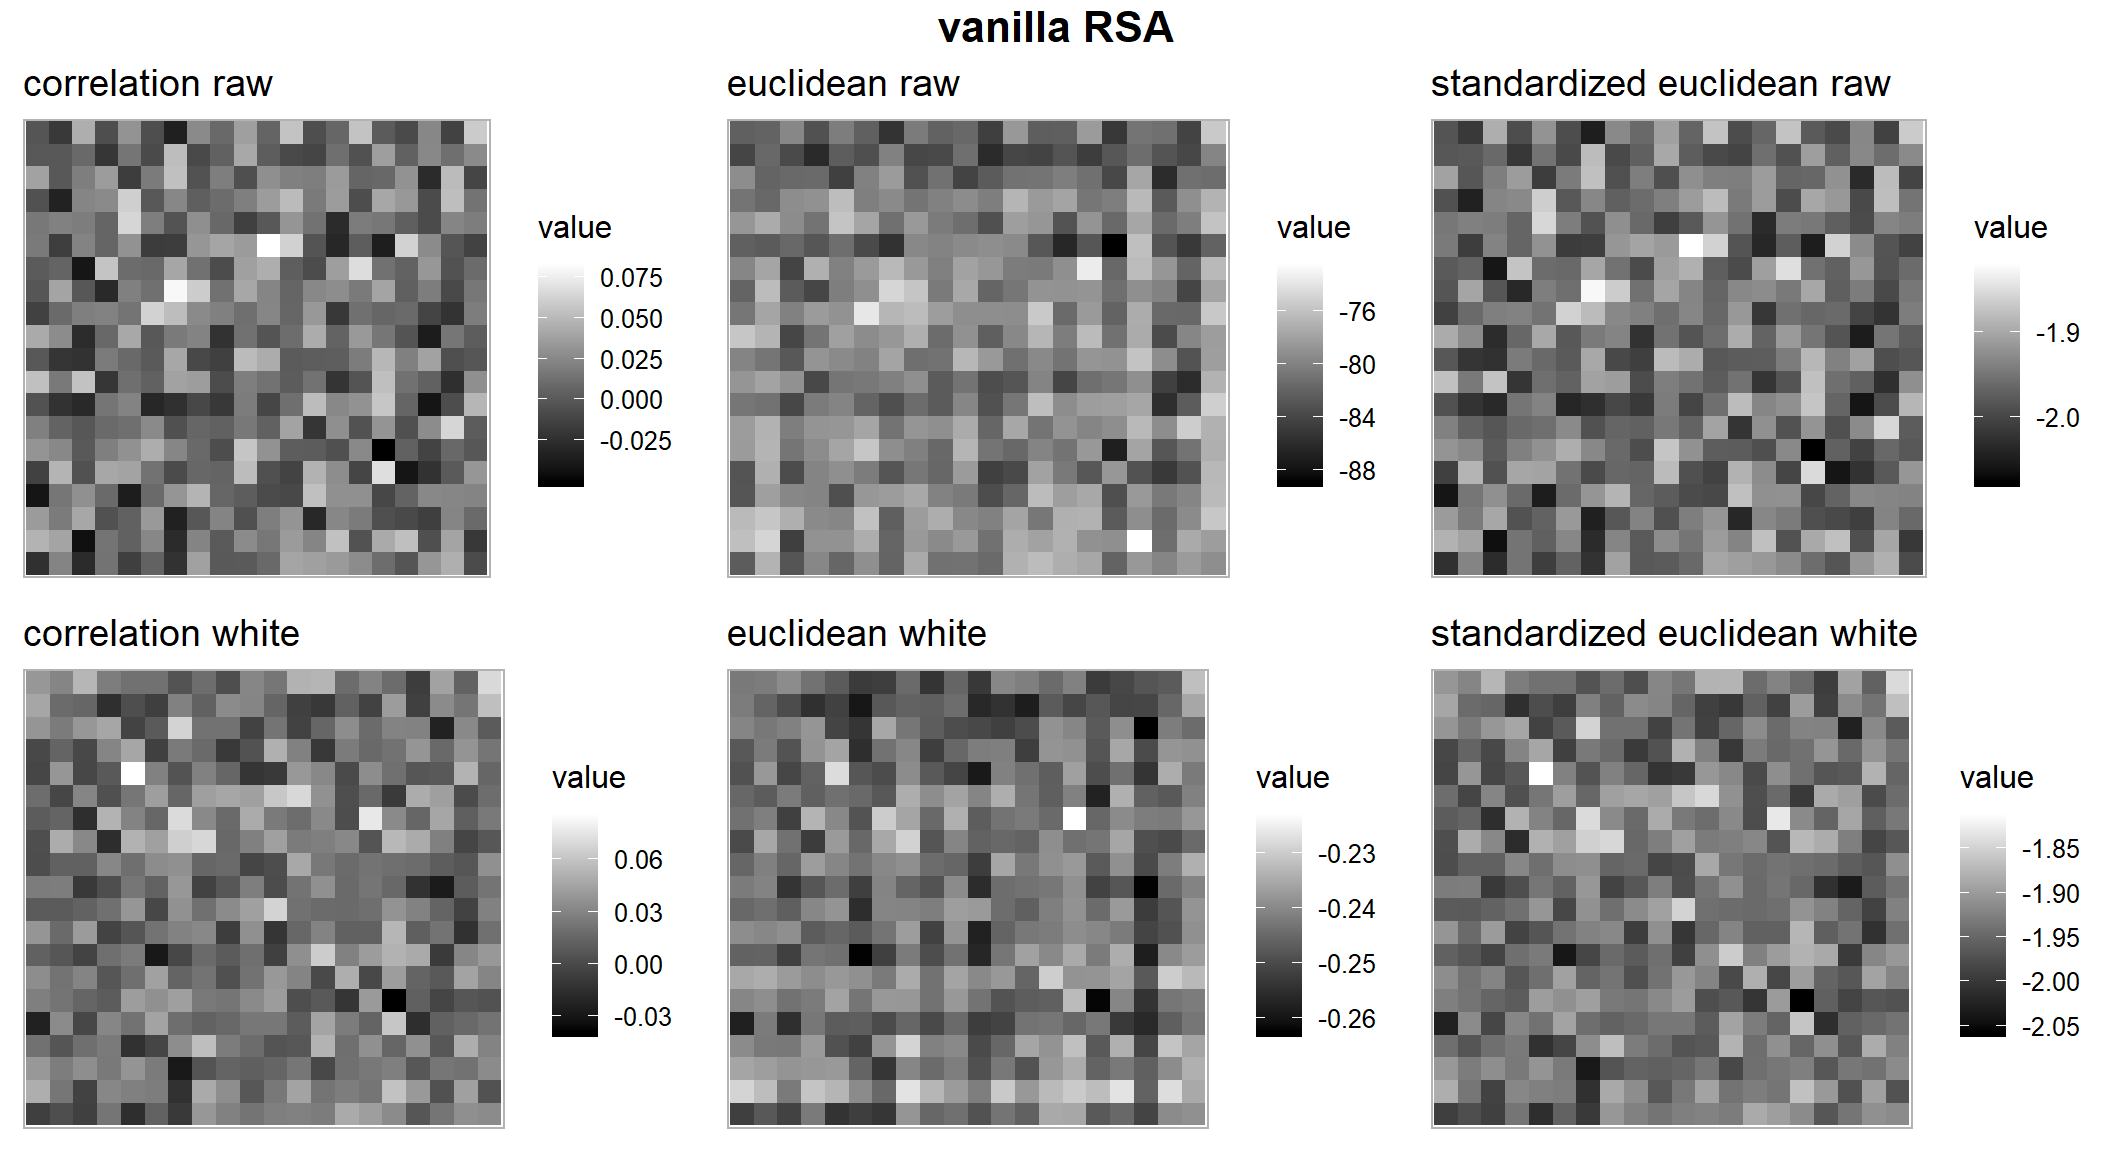 vanilla RSA
correlation raw
value
0.075
0.050
0.025
0.000
-0.025
euclidean raw
value
-76
-80
-84
-88
standardized euclidean raw
value
-1.9
-2.0
correlation white
value
0.06
0.03
0.00
-0.03
euclidean white
value
-0.23
-0.24
-0.25
-0.26
standardized euclidean white
value
-1.85
-1.90
-1.95
-2.00
-2.05